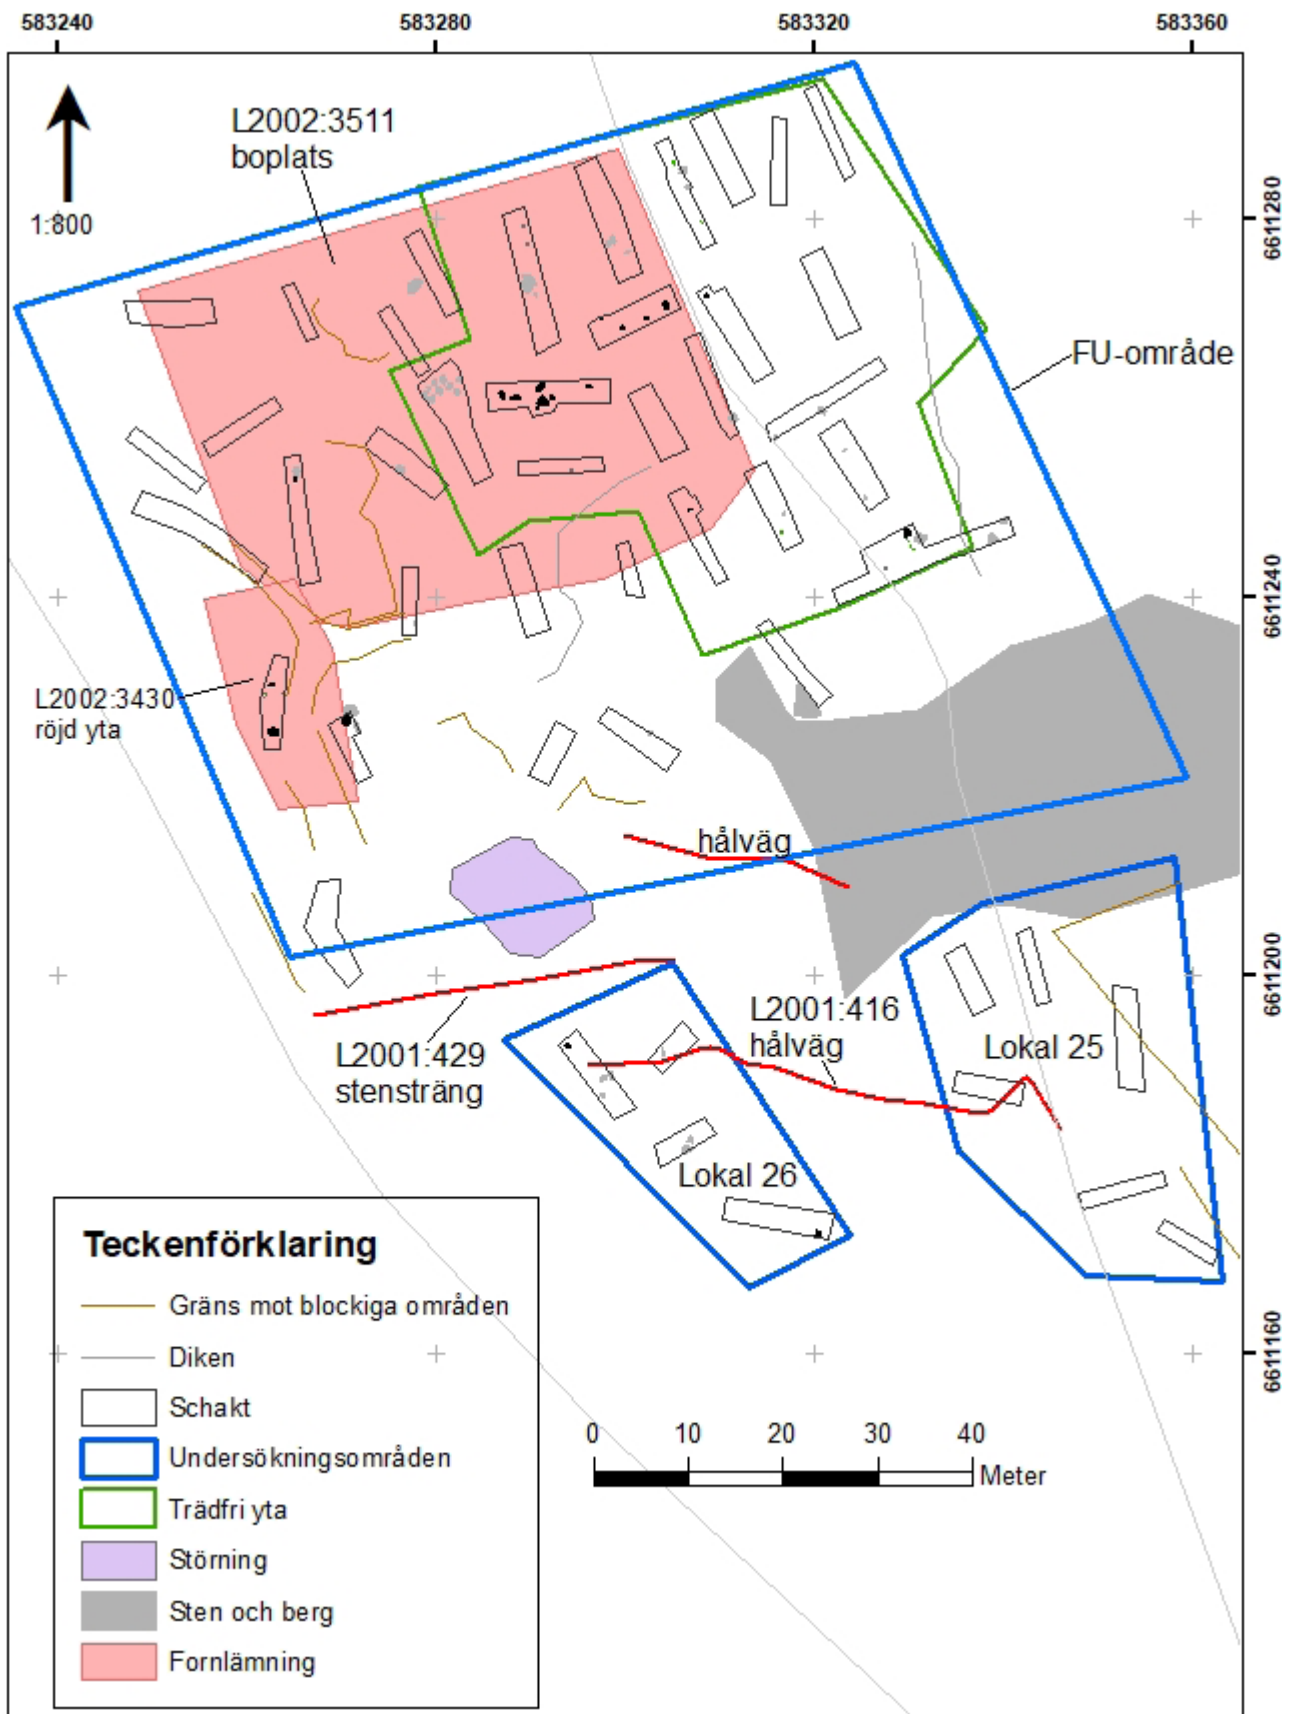 583240
583280
583320
583360
L2002:3511
boplats
1:800
6611280
FU-område
6611240
L2002:3430
röjd yta
hålväg
6611200
L2001:416
hålväg
L2001:429
stensträng
Lokal 25
Lokal 26
Teckenförklaring
Gräns mot blockiga områden
Diken
Schakt
Undersökningsområden
Trädfri yta
Störning
Sten och berg
Fornlämning
6611160
0 10 20 30 40
Meter